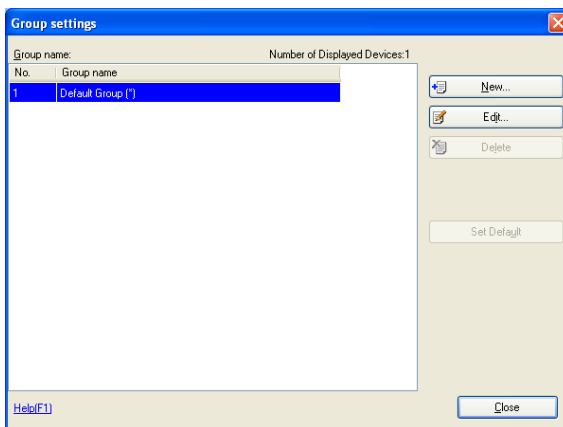 Group settings
Group name: Number of Displayed Devices:1
No. Group name
1 Default Group (*)
New...
Edit...
Delete
Set Default
Help(F1)
Close